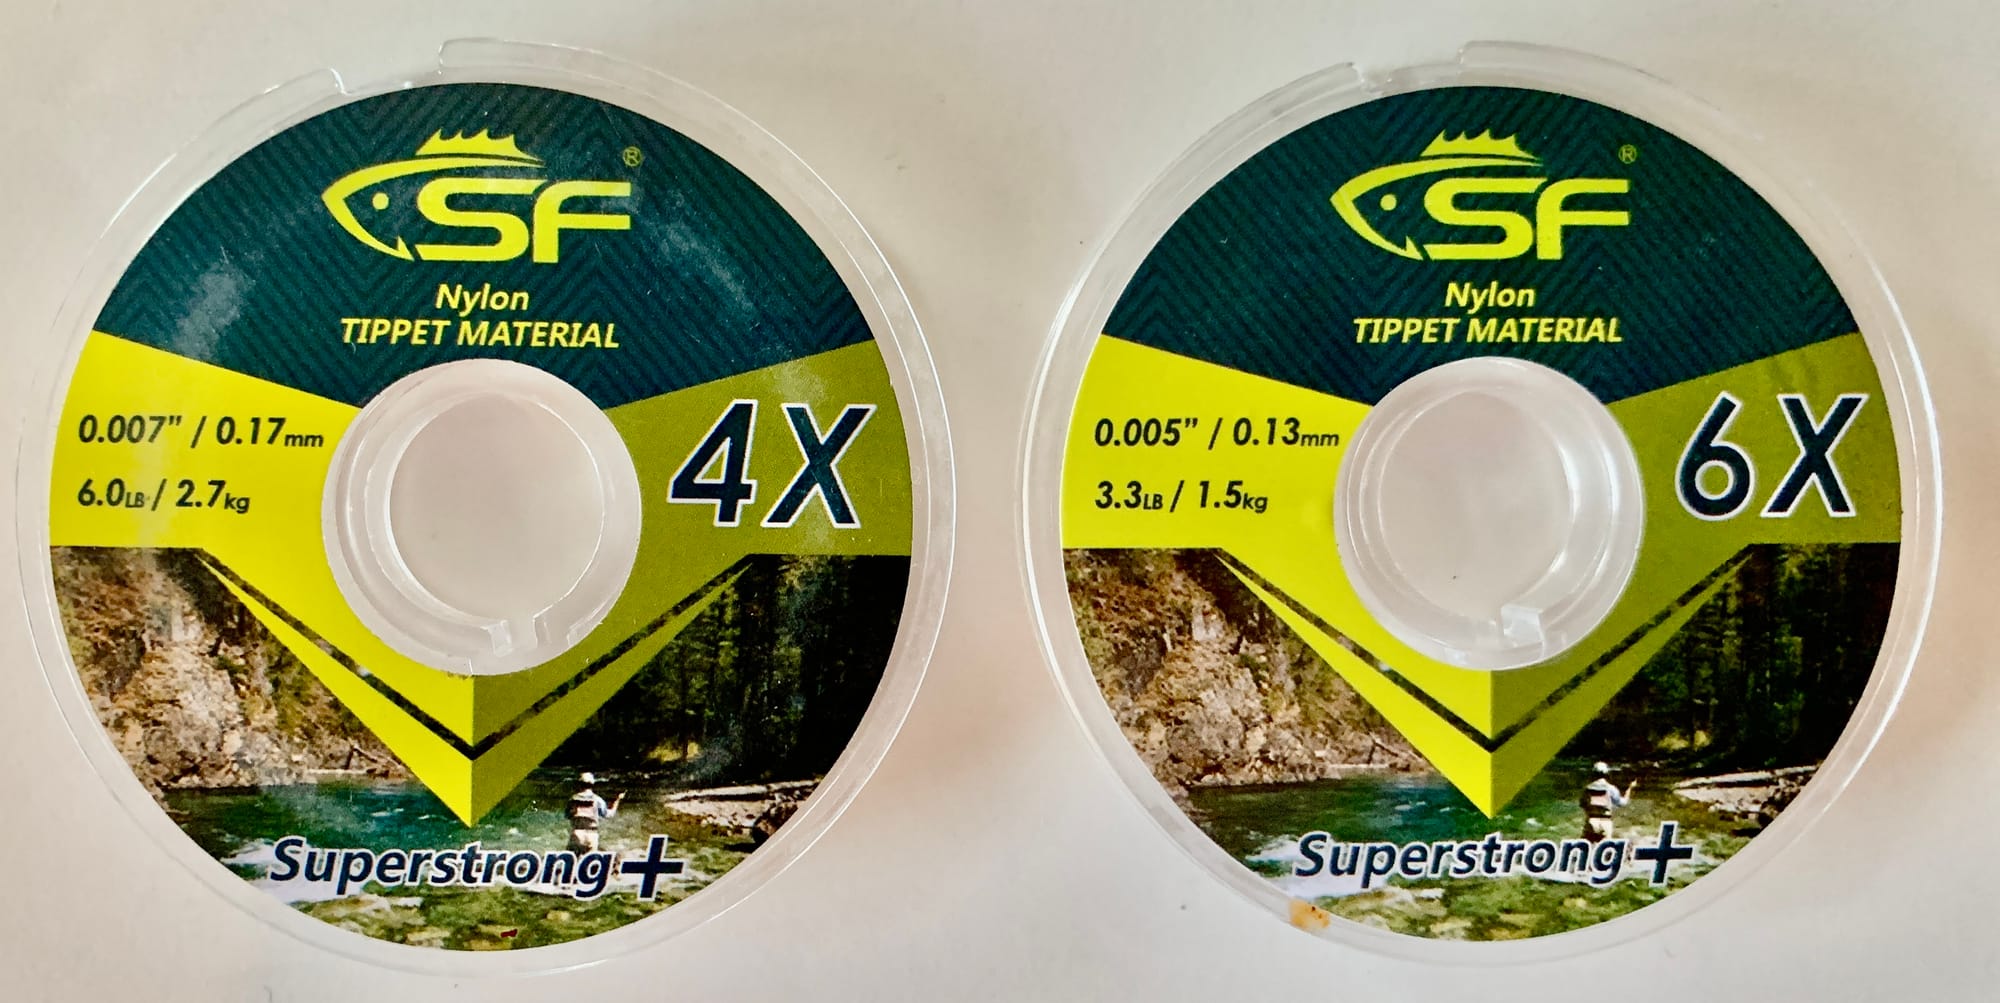 SF®
Nylon
TIPPET MATERIAL
0.007" / 0.17mm
6.0LB / 2.7kg
4X
Superstrong+
SF®
Nylon
TIPPET MATERIAL
0.005" / 0.13mm
3.3LB / 1.5kg
6X
Superstrong+